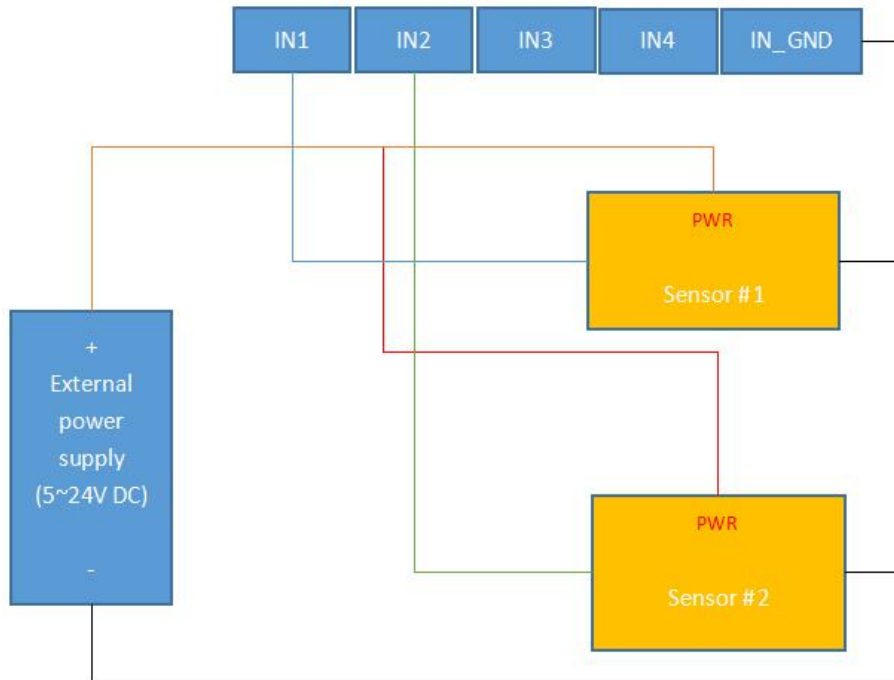 IN1 IN2 IN3 IN4 IN_GND
PWR
Sensor #1
+
External
power
supply
(5~24V DC)
-
PWR
Sensor #2